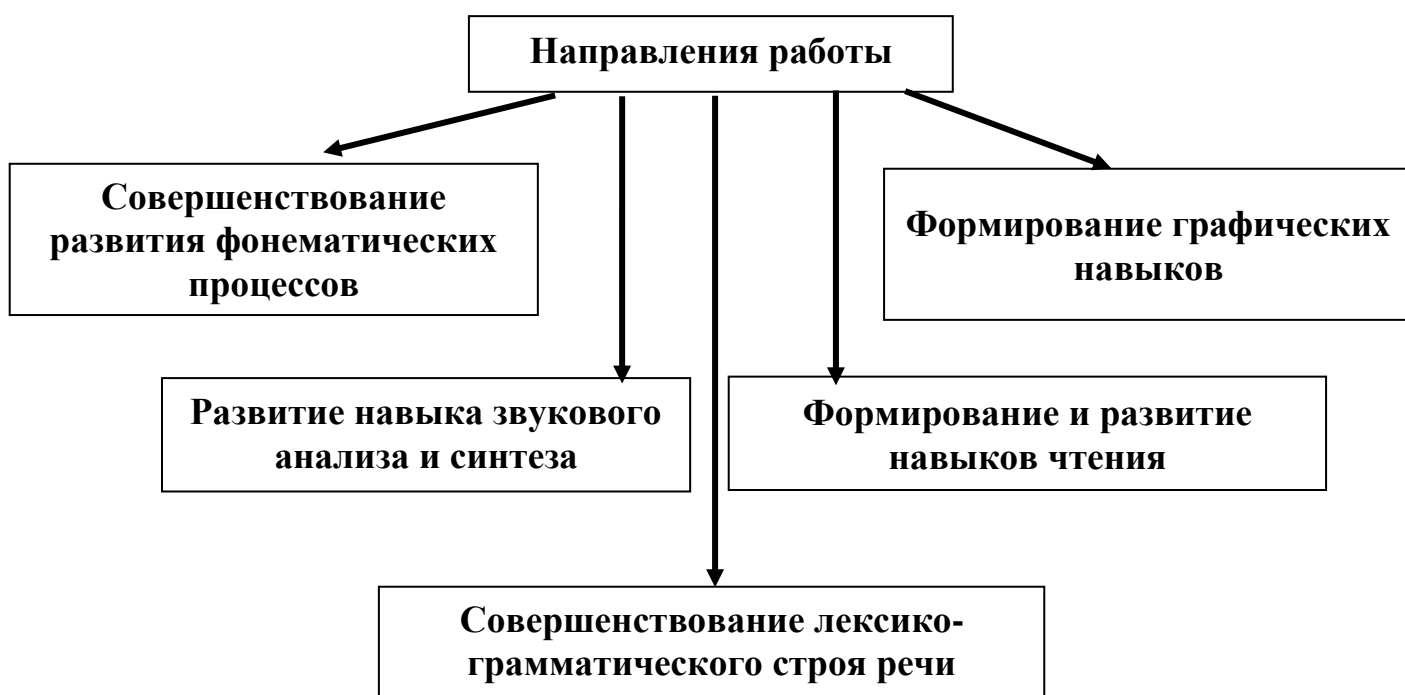 Направления работы
Совершенствование
развития фонематических
процессов
Формирование графических
навыков
Развитие навыка звукового
анализа и синтеза
Формирование и развитие
навыков чтения
Совершенствование лексико-
грамматического строя речи